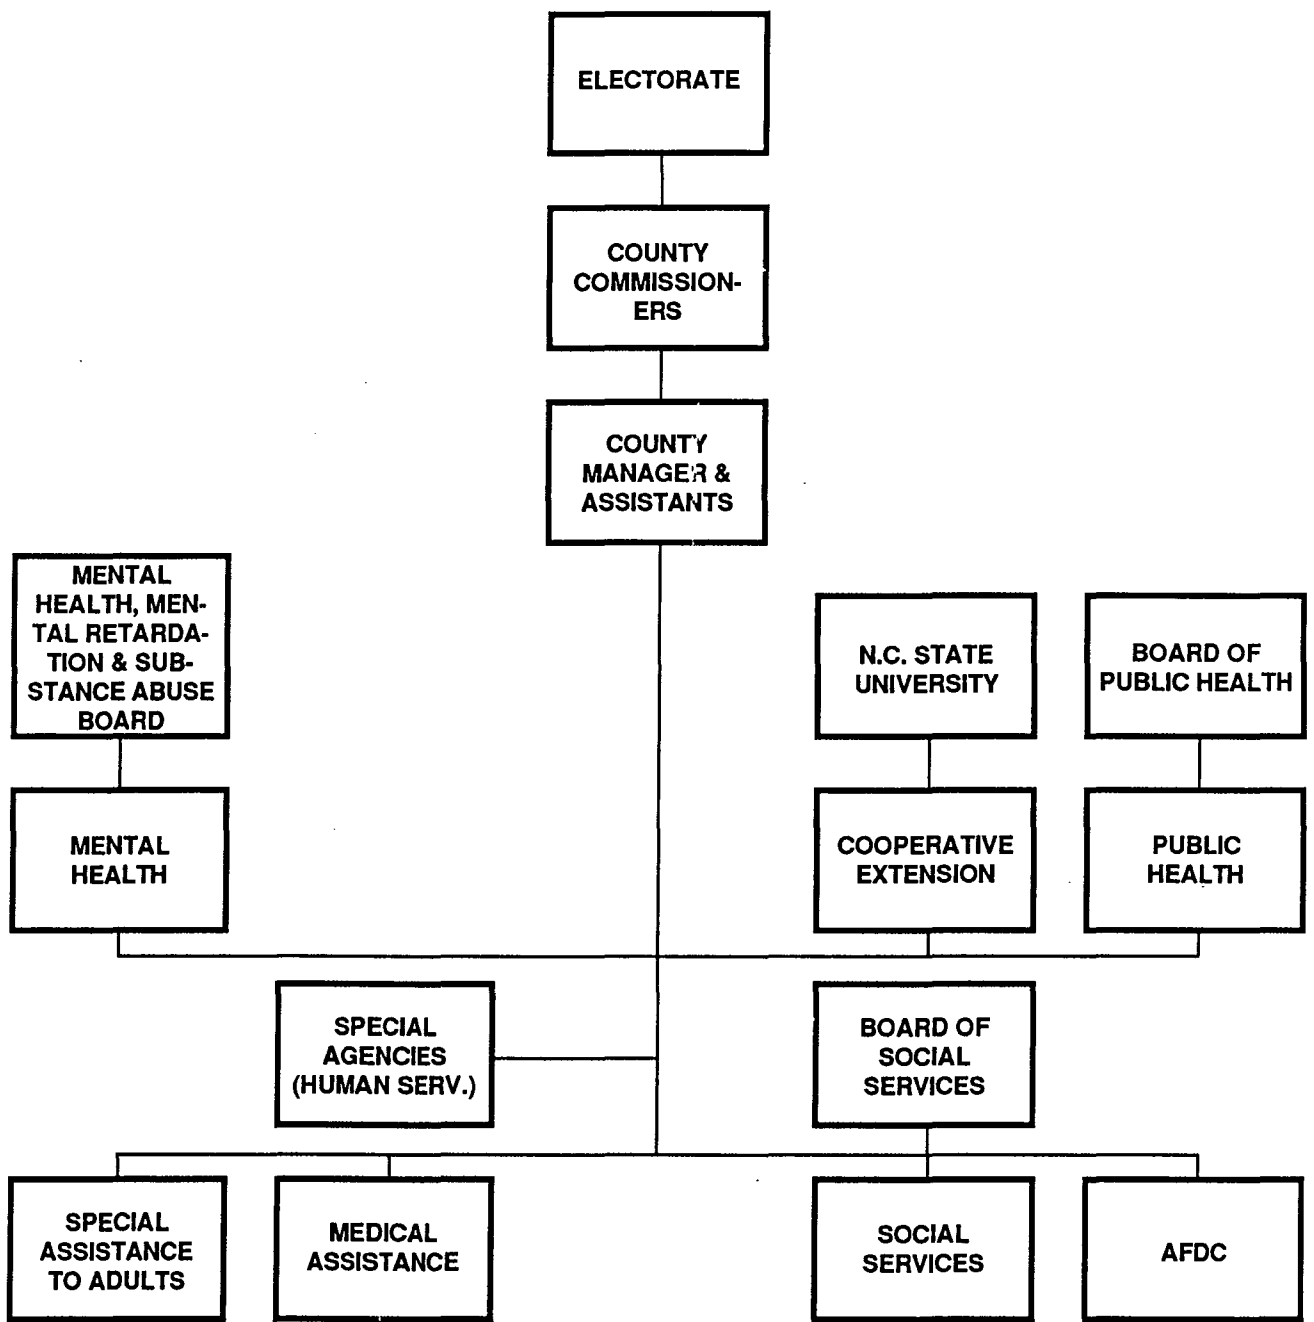 ELECTORATE
COUNTY
COMMISSION-
ERS
COUNTY
MANAGER &
ASSISTANTS
MENTAL
HEALTH, MEN-
TAL RETARDA-
TION & SUB-
STANCE ABUSE
BOARD
N.C. STATE
UNIVERSITY
BOARD OF
PUBLIC HEALTH
MENTAL
HEALTH
COOPERATIVE
EXTENSION
PUBLIC
HEALTH
SPECIAL
AGENCIES
(HUMAN SERV.)
BOARD OF
SOCIAL
SERVICES
SPECIAL
ASSISTANCE
TO ADULTS
MEDICAL
ASSISTANCE
SOCIAL
SERVICES
AFDC